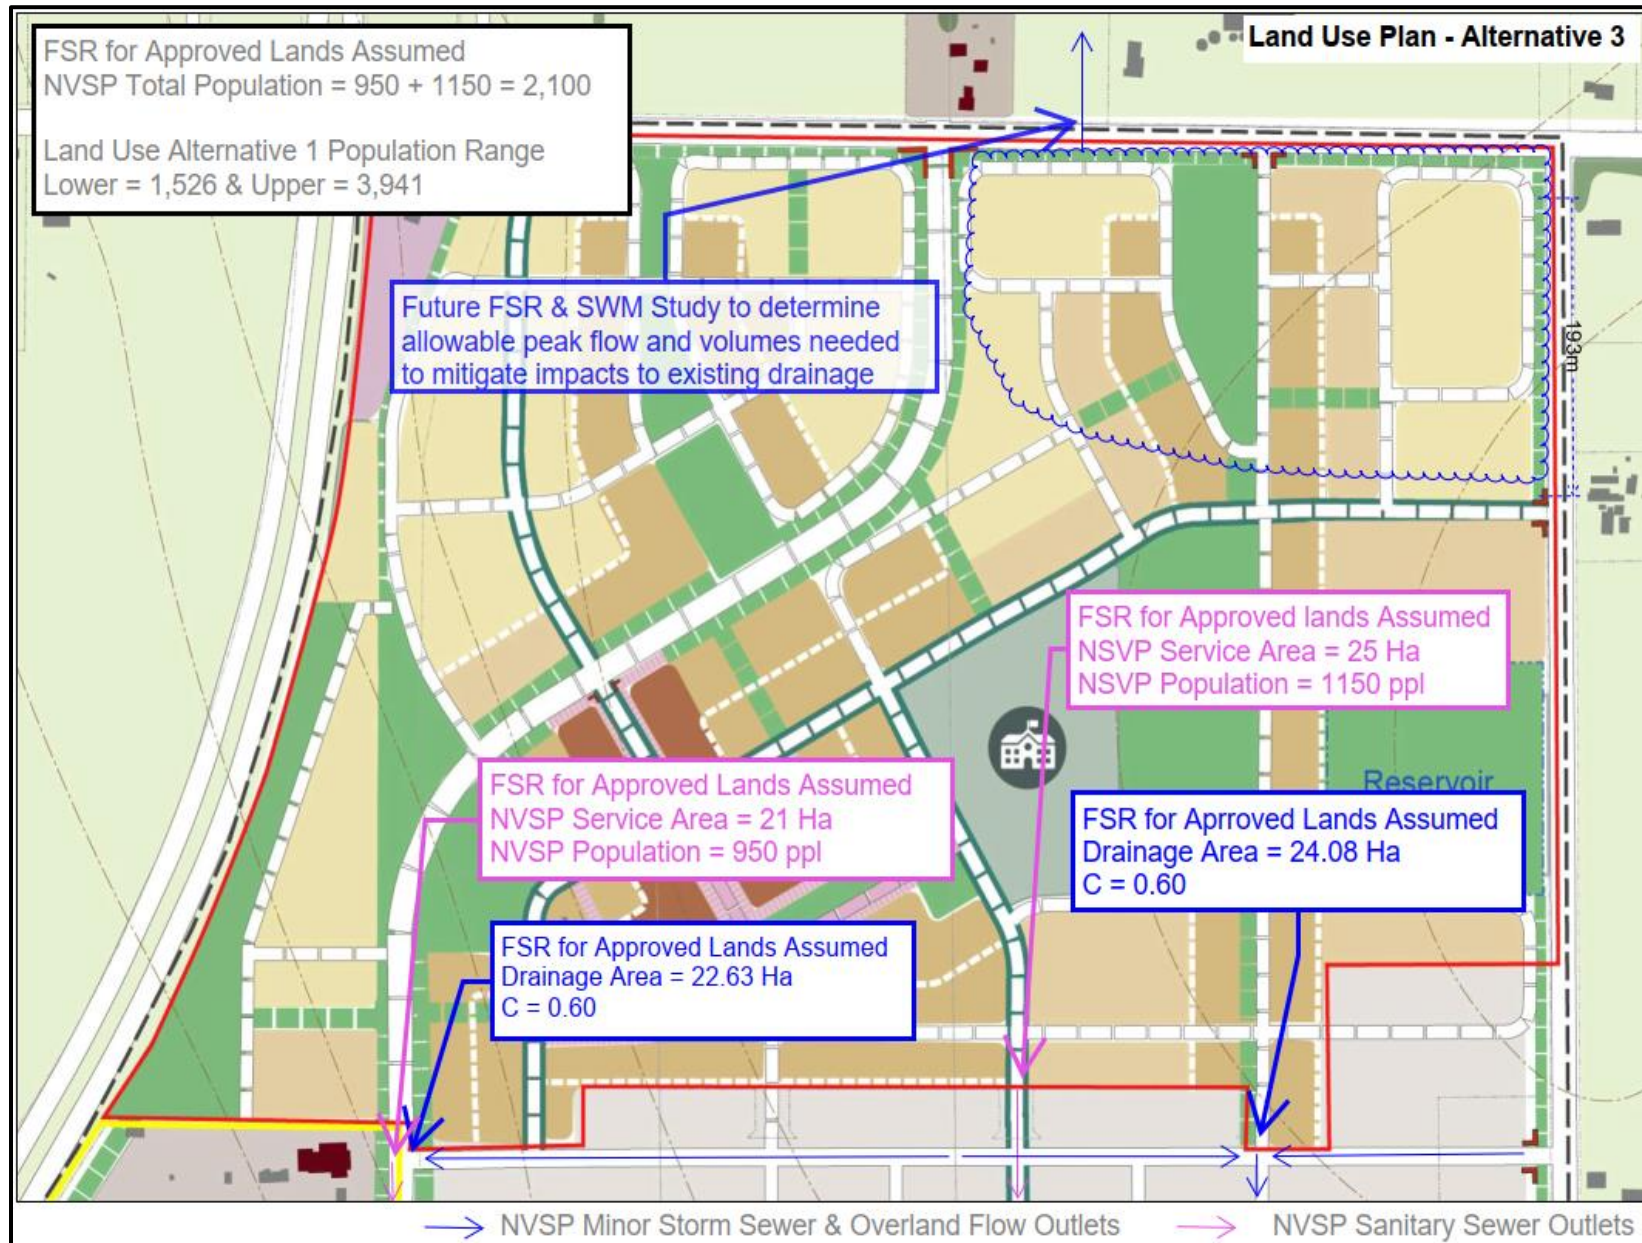 Land Use Plan - Alternative 3
FSR for Approved Lands Assumed
NVSP Total Population = 950 + 1150 = 2,100
Land Use Alternative 1 Population Range
Lower = 1,526 & Upper = 3,941
Future FSR & SWM Study to determine
allowable peak flow and volumes needed
to mitigate impacts to existing drainage
193m
FSR for Approved lands Assumed
NSVP Service Area = 25 Ha
NSVP Population = 1150 ppl
Reservoir
FSR for Approved Lands Assumed
NVSP Service Area = 21 Ha
NVSP Population = 950 ppl
FSR for Aprroved Lands Assumed
Drainage Area = 24.08 Ha
C = 0.60
FSR for Approved Lands Assumed
Drainage Area = 22.63 Ha
C = 0.60
NVSP Minor Storm Sewer & Overland Flow Outlets
NVSP Sanitary Sewer Outlets